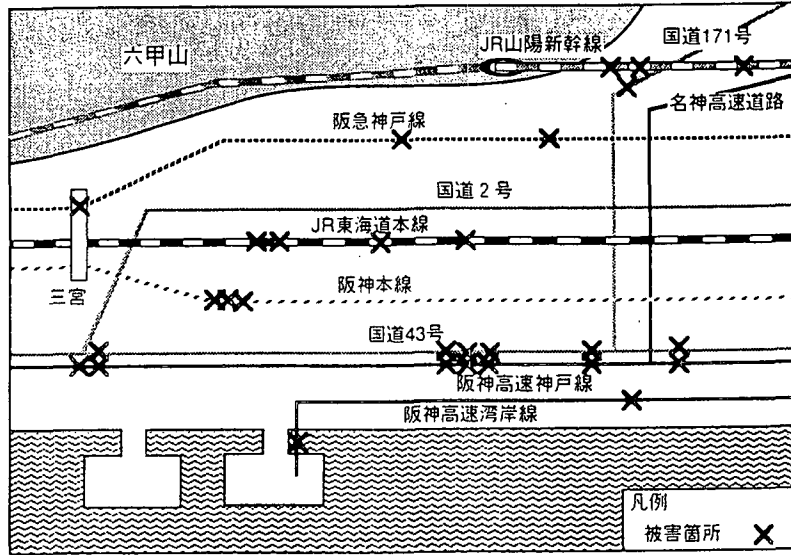 国道171号
JR山陽新幹線
六甲山
名神高速道路
阪急神戸線
国道2号
JR東海道本線
阪神本線
三宮
国道43号
阪神高速神戸線
阪神高速湾岸線
凡例
被害箇所